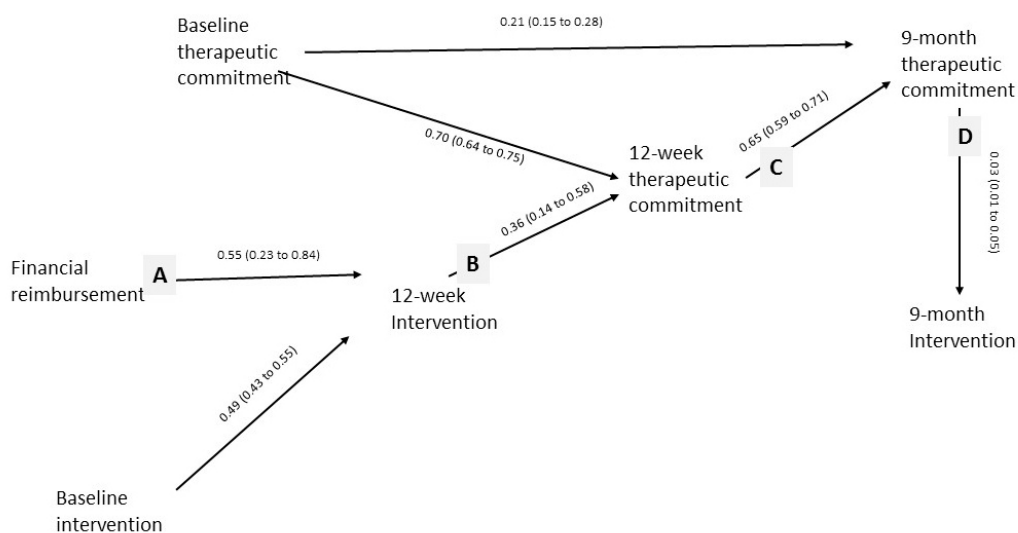 Baseline
therapeutic
commitment
0.21 (0.15 to 0.28)
9-month
therapeutic
commitment
0.70 (0.64 to 0.75)
0.65 (0.59 to 0.71)
C
D
0.03 (0.01 to 0.05)
12-week
therapeutic
commitment
0.36 (0.14 to 0.58)
B
Financial
reimbursement
A
0.55 (0.23 to 0.84)
12-week
Intervention
9-month
Intervention
0.49 (0.43 to 0.55)
Baseline
intervention